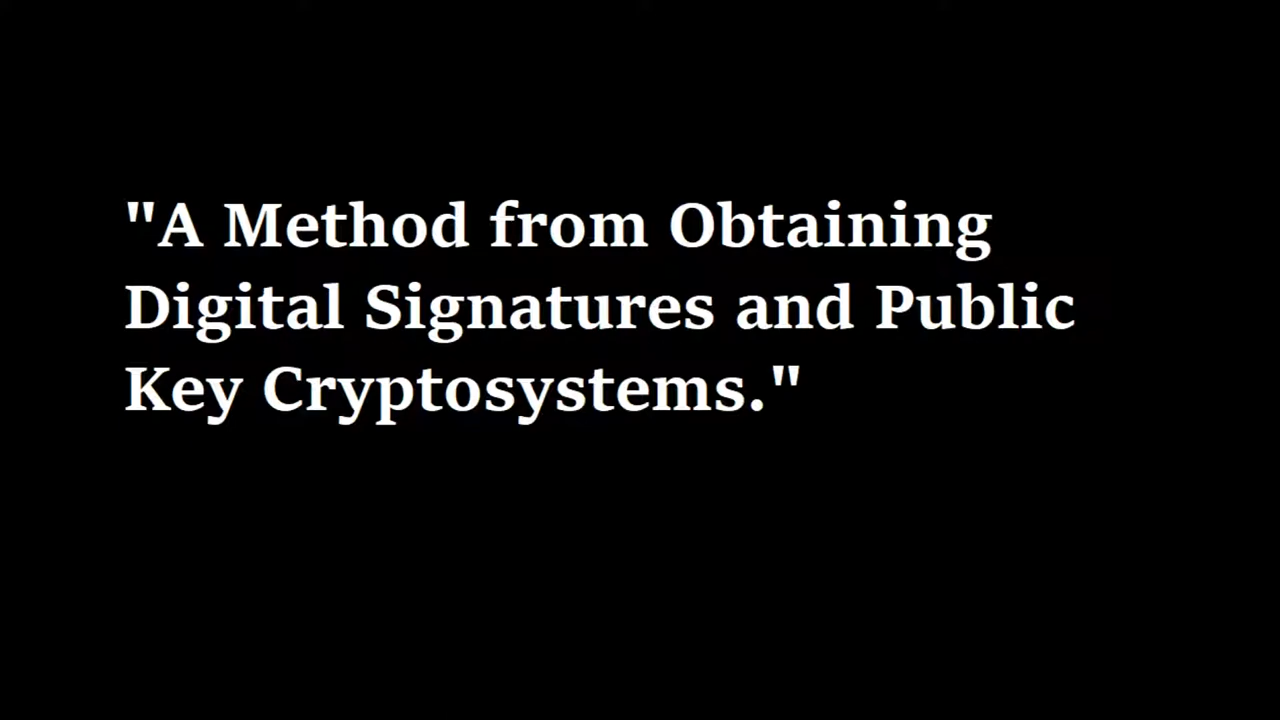 "A Method from Obtaining
Digital Signatures and Public
Key Cryptosystems."